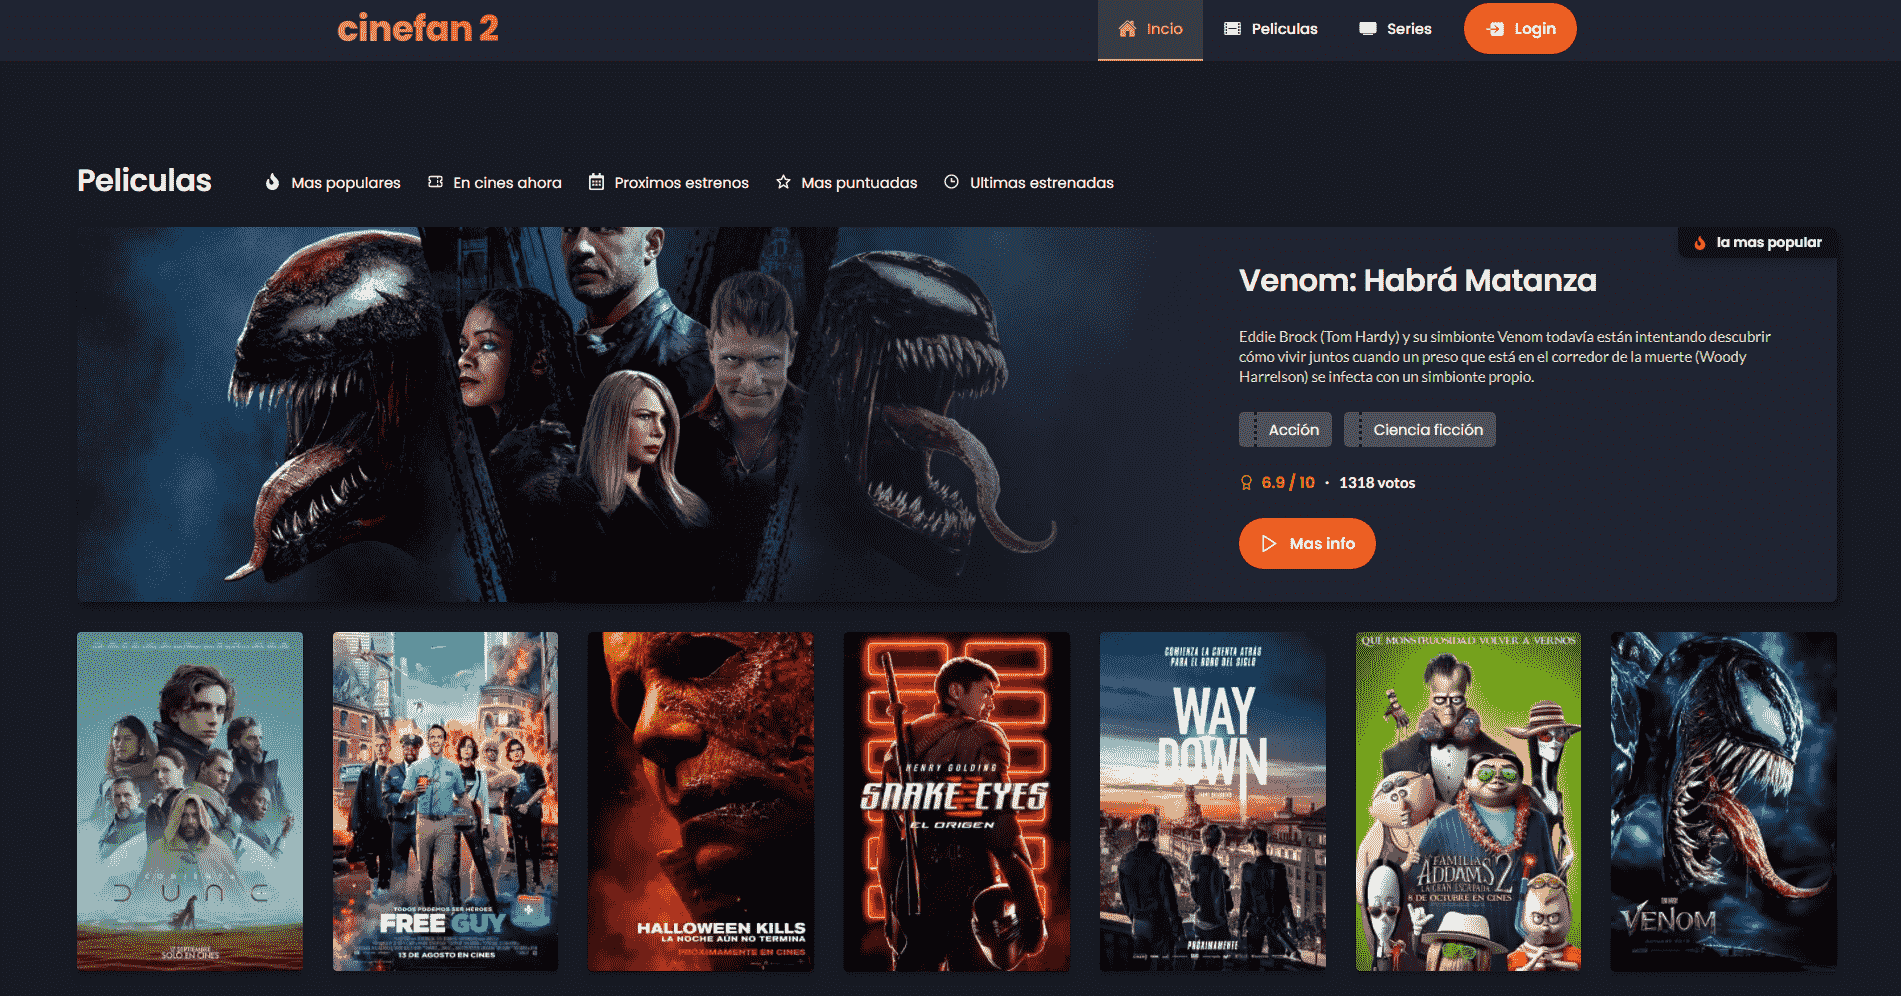 cinefan 2
Incio
Peliculas
Series
Login
Peliculas
Mas populares
En cines ahora
Proximos estrenos
Mas puntuadas
Ultimas estrenadas
la mas popular
Venom: Habrá Matanza
Eddie Brock (Tom Hardy) y su simbionte Venom todavía están intentando descubrir
cómo vivir juntos cuando un preso que está en el corredor de la muerte (Woody
Harrelson) se infecta con un simbionte propio.
Acción
Ciencia ficción
6.9 / 10 · 1318 votos
Mas info
DUNE
SOLO EN CINES
TODOS PODEMOS SER HÉROES
FREE GUY
13 DE AGOSTO EN CINES
HALLOWEEN KILLS
LA NOCHE AÚN NO TERMINA
PRÓXIMAMENTE EN CINES
HENRY GOLDING
SNAKE EYES
EL ORIGEN
COMIENZA LA CUENTA ATRÁS
PARA EL ROBO DEL SIGLO
WAY
DOWN
PRÓXIMAMENTE
QUÉ MONSTRUOSIDAD VOLVER A VERNOS
LA FAMILIA
ADDAMS 2
LA GRAN ESCAPADA
8 DE OCTUBRE EN CINES
VENOM